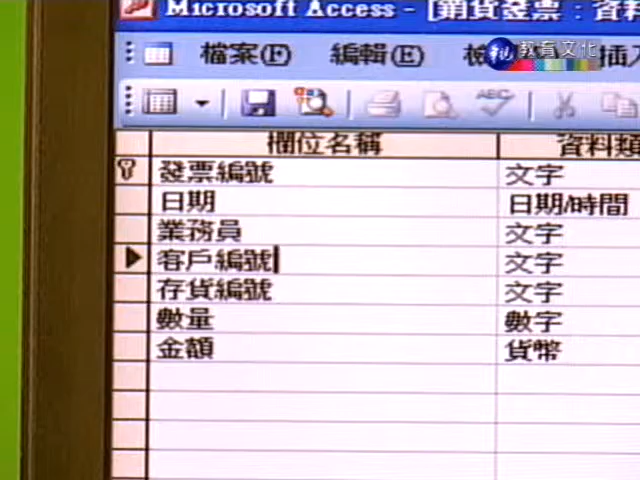 Microsoft Access - [銷貨發票：資料
檔案(F) 編輯(E) 檢 插入
教育文化
ABC
欄位名稱 資料類
發票編號 文字
日期 日期/時間
業務員 文字
客戶編號 文字
存貨編號 文字
數量 數字
金額 貨幣